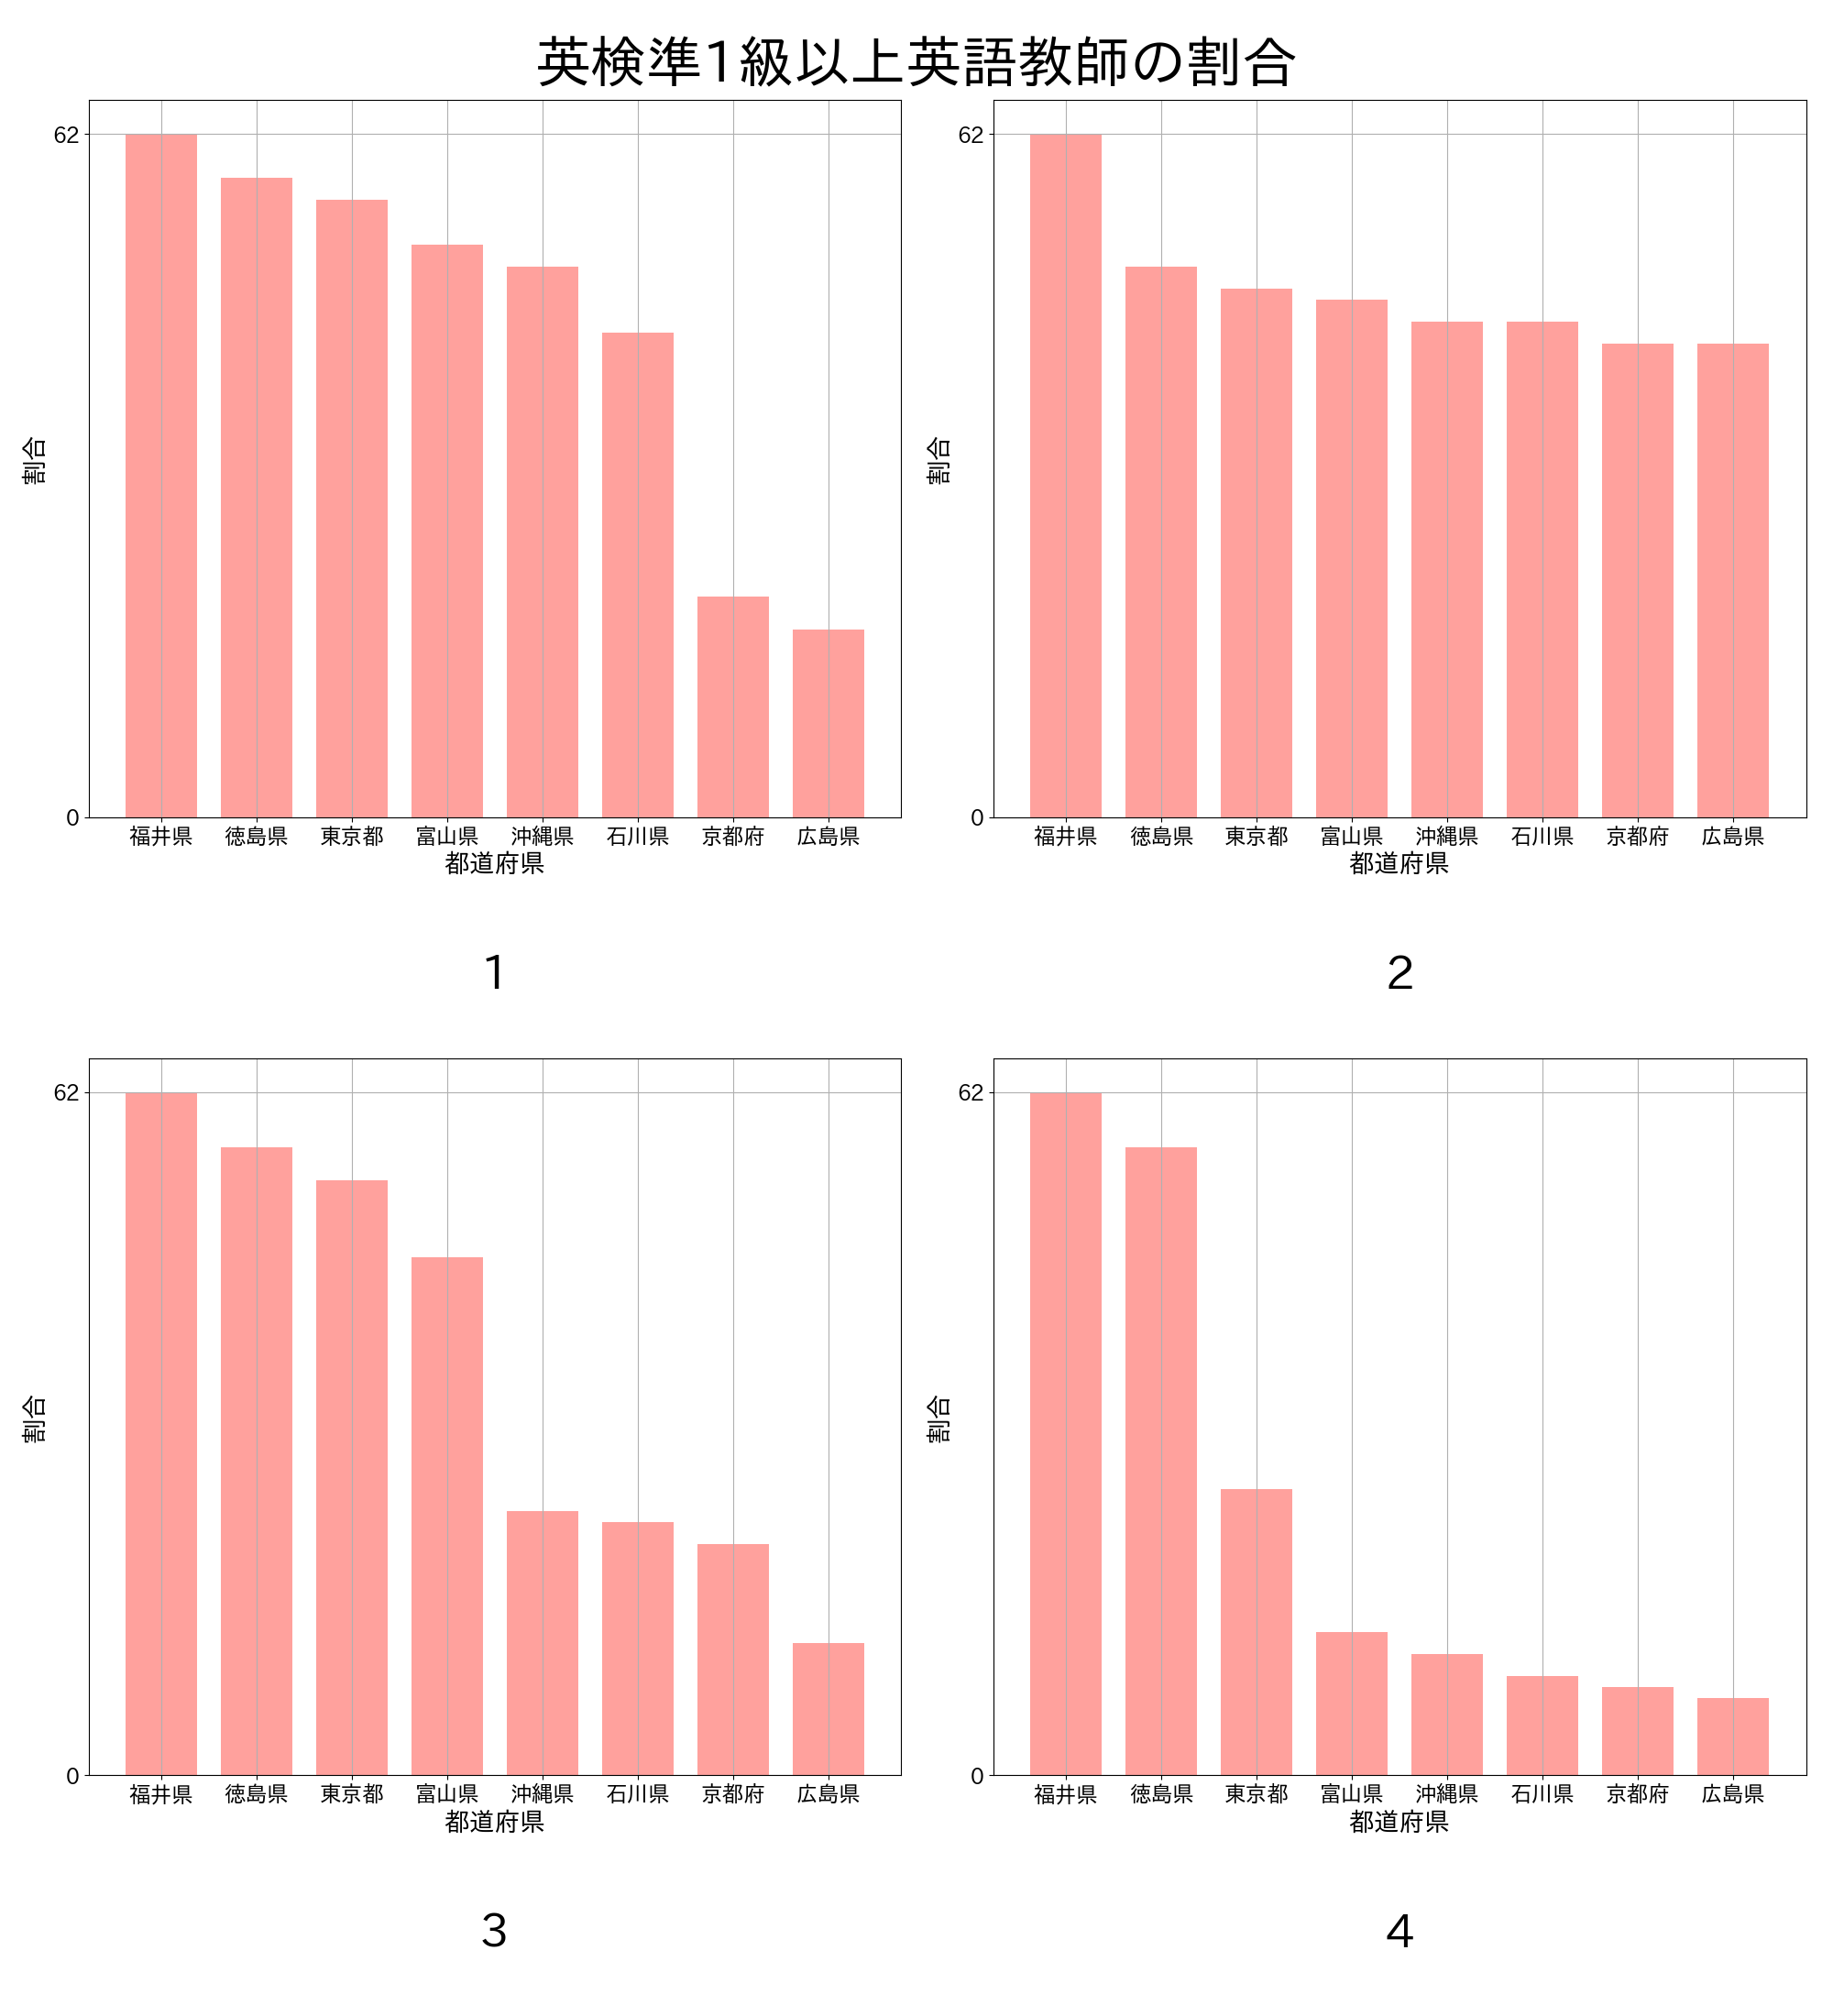 英検準1級以上英語教師の割合
62
0
割合
福井県 徳島県 東京都 富山県 沖縄県 石川県 京都府 広島県
都道府県
1
62
0
割合
福井県 徳島県 東京都 富山県 沖縄県 石川県 京都府 広島県
都道府県
2
62
0
割合
福井県 徳島県 東京都 富山県 沖縄県 石川県 京都府 広島県
都道府県
3
62
0
割合
福井県 徳島県 東京都 富山県 沖縄県 石川県 京都府 広島県
都道府県
4